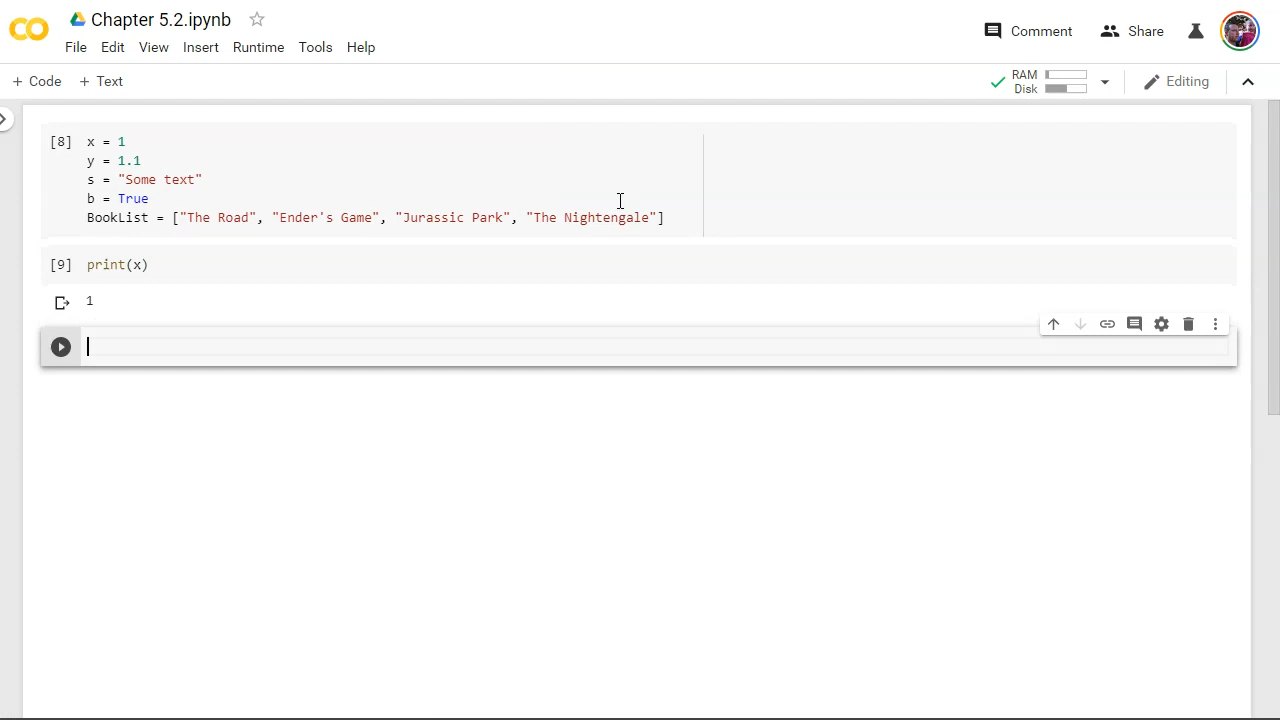 Chapter 5.2.ipynb
Comment
Share
File Edit View Insert Runtime Tools Help
+ Code + Text
RAM
Disk
Editing
[8] x = 1
y = 1.1
s = "Some text"
b = True
BookList = ["The Road", "Ender's Game", "Jurassic Park", "The Nightengale"]
[9] print(x)
1